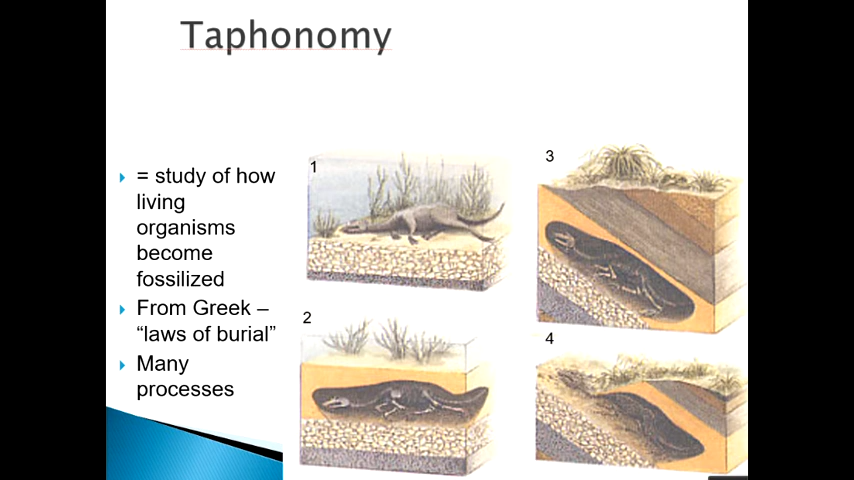 Taphonomy
= study of how
living
organisms
become
fossilized
From Greek –
“laws of burial”
Many
processes
1
2
3
4